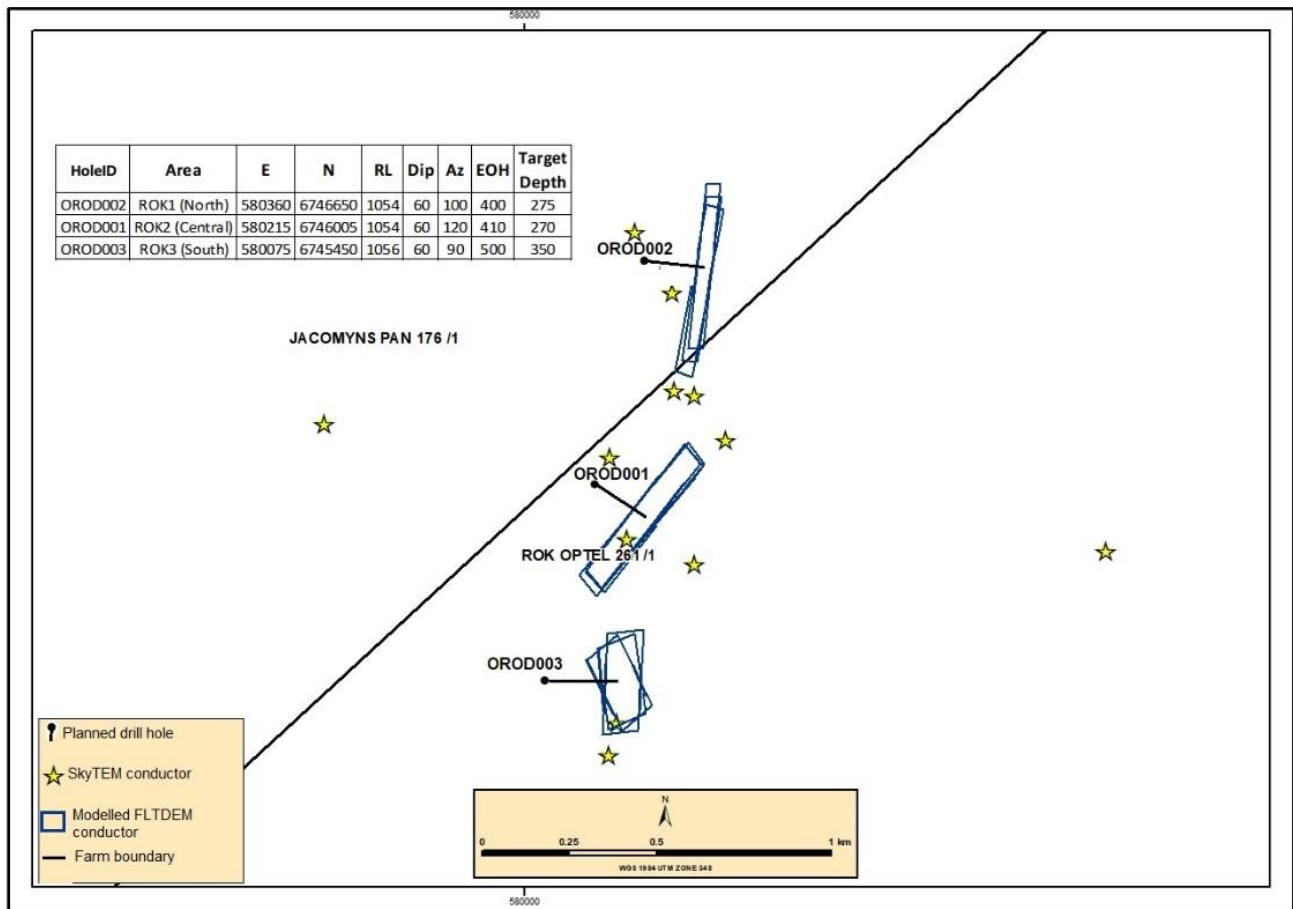 580000
HoleID Area E N RL Dip Az EOH Target Depth
OROD002 ROK1 (North) 580360 6746650 1054 60 100 400 275
OROD001 ROK2 (Central) 580215 6746005 1054 60 120 410 270
OROD003 ROK3 (South) 580075 6745450 1056 60 90 500 350
OROD002
JACOMYNS PAN 176 /1
OROD001
ROK OPTEL 261 /1
OROD003
Planned drill hole
SkyTEM conductor
Modelled FLTDEM
conductor
Farm boundary
N
0 0.25 0.5 1 km
WGS 1984 UTM ZONE 34S
580000